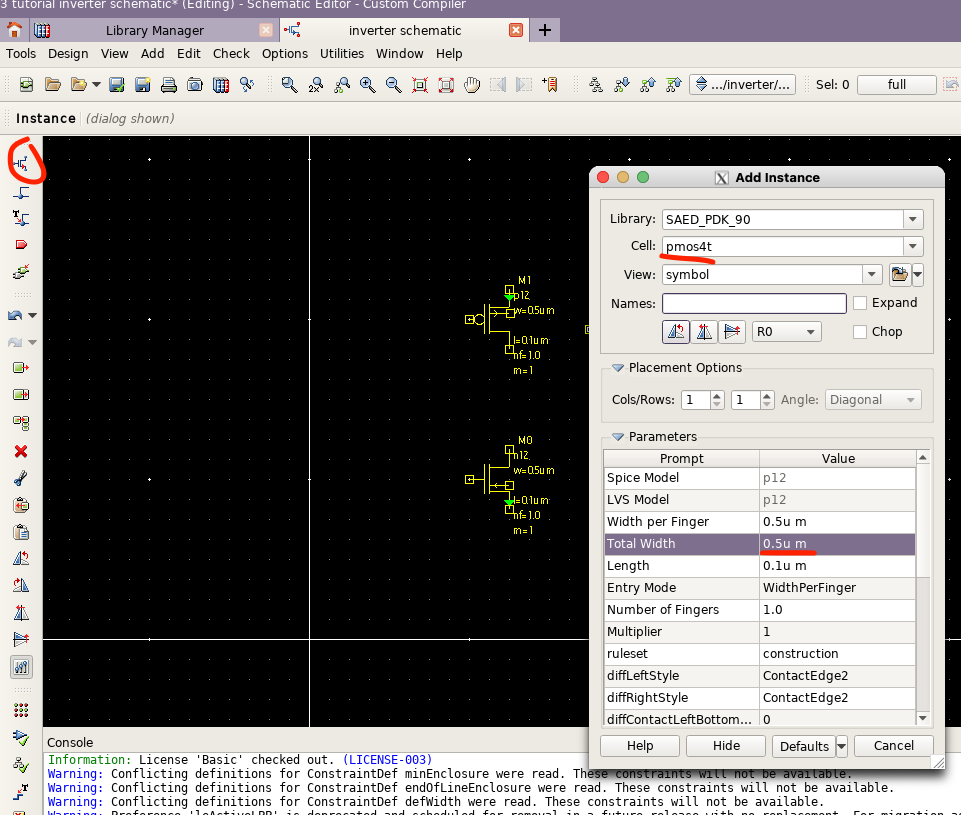 3 tutorial inverter schematic* (Editing) - Schematic Editor - Custom Compiler
Library Manager
inverter schematic
Tools Design View Add Edit Check Options Utilities Window Help
.../inverter/...
Sel: 0
full
Instance (dialog shown)
M1
p12
w=0.5um
l=0.1um
nf=1.0
m=1
M0
n12
w=0.5um
l=0.1um
nf=1.0
m=1
Add Instance
Library: SAED_PDK_90
Cell: pmos4t
View: symbol
Names: Expand
R0 Chop
Placement Options
Cols/Rows: 1 1 Angle: Diagonal
Parameters
Prompt Value
Spice Model p12
LVS Model p12
Width per Finger 0.5u m
Total Width 0.5u m
Length 0.1u m
Entry Mode WidthPerFinger
Number of Fingers 1.0
Multiplier 1
ruleset construction
diffLeftStyle ContactEdge2
diffRightStyle ContactEdge2
diffContactLeftBottom... 0
Help Hide Defaults Cancel
Console
Information: License 'Basic' checked out. (LICENSE-003)
Warning: Conflicting definitions for ConstraintDef minEnclosure were read. These constraints will not be available.
Warning: Conflicting definitions for ConstraintDef endOfLineEnclosure were read. These constraints will not be available.
Warning: Conflicting definitions for ConstraintDef defWidth were read. These constraints will not be available.